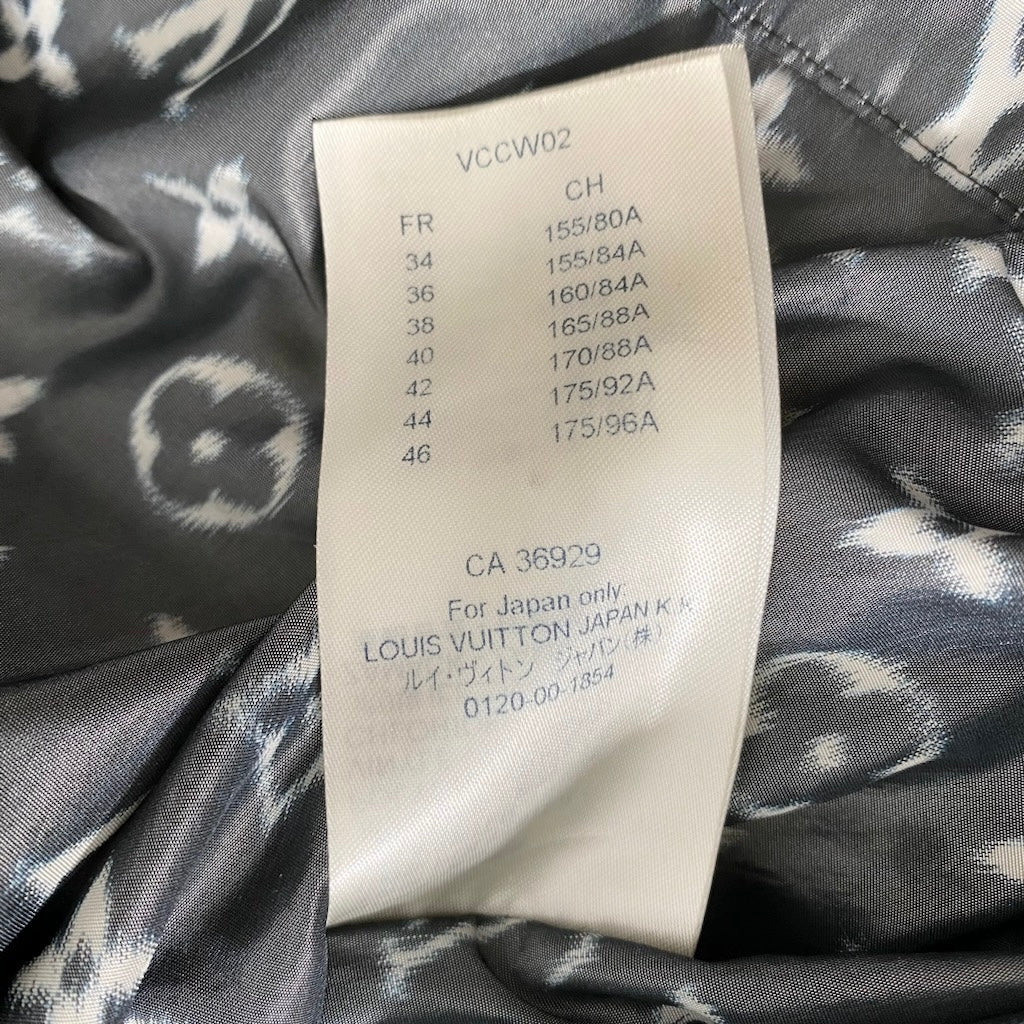 VCCW02
FR CH
34 155/80A
36 155/84A
38 160/84A
40 165/88A
42 170/88A
44 175/92A
46 175/96A
CA 36929
For Japan only
LOUIS VUITTON JAPAN K K
ルイ・ヴィトン ジャパン(株)
0120-00-1854